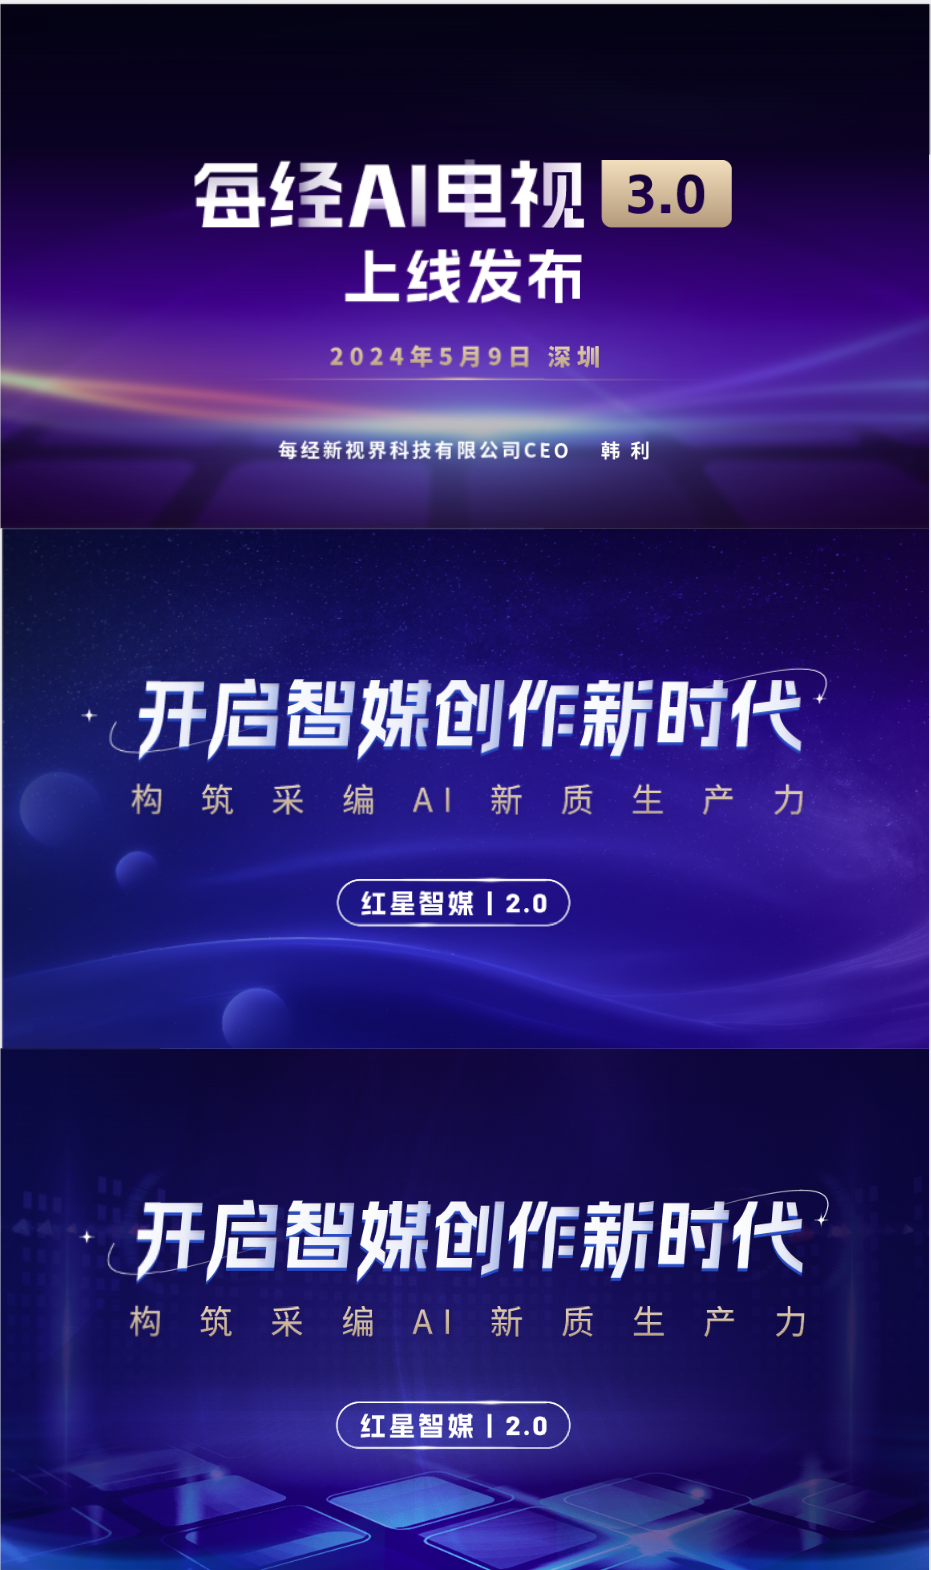 每经AI电视 3.0
上线发布
2024年5月9日 深圳
每经新视界科技有限公司CEO 韩 利
开启智媒创作新时代
构筑采编AI新质生产力
红星智媒 | 2.0
开启智媒创作新时代
构筑采编AI新质生产力
红星智媒 | 2.0